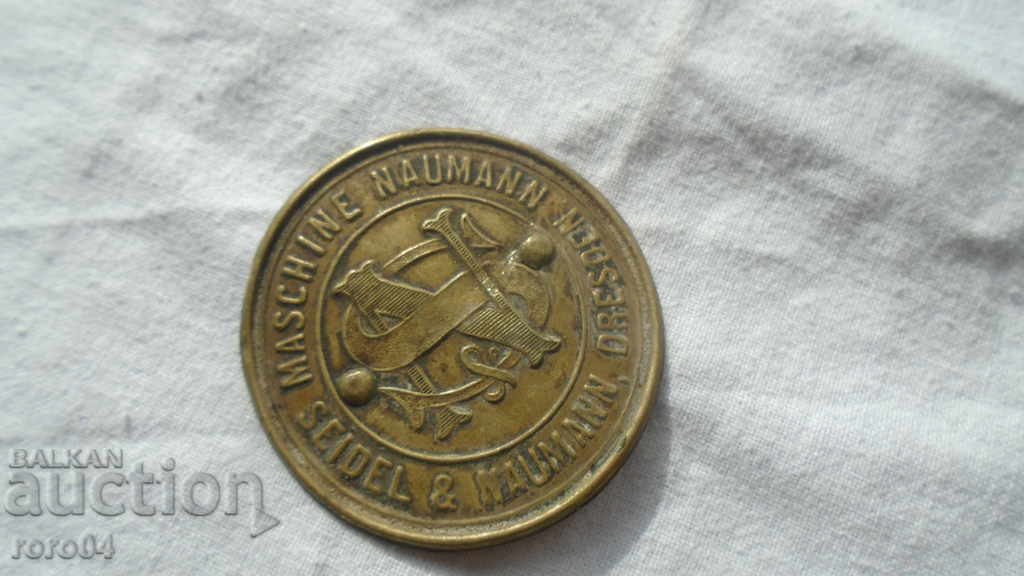 MASCHINE NAUMANN
SEIDEL & NAUMANN, DRESDEN
BALKAN
auction
roro04